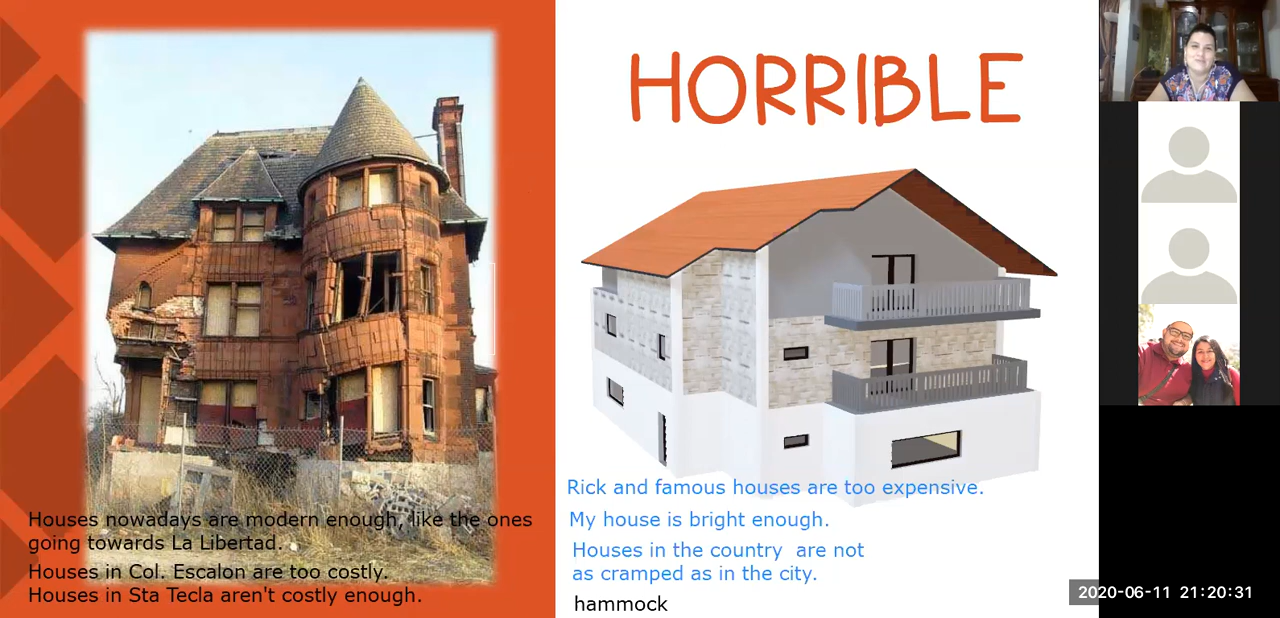 HORRIBLE
Houses nowadays are modern enough, like the ones
going towards La Libertad.
Houses in Col. Escalon are too costly.
Houses in Sta Tecla aren't costly enough.
Rick and famous houses are too expensive.
My house is bright enough.
Houses in the country are not
as cramped as in the city.
hammock
2020-06-11 21:20:31